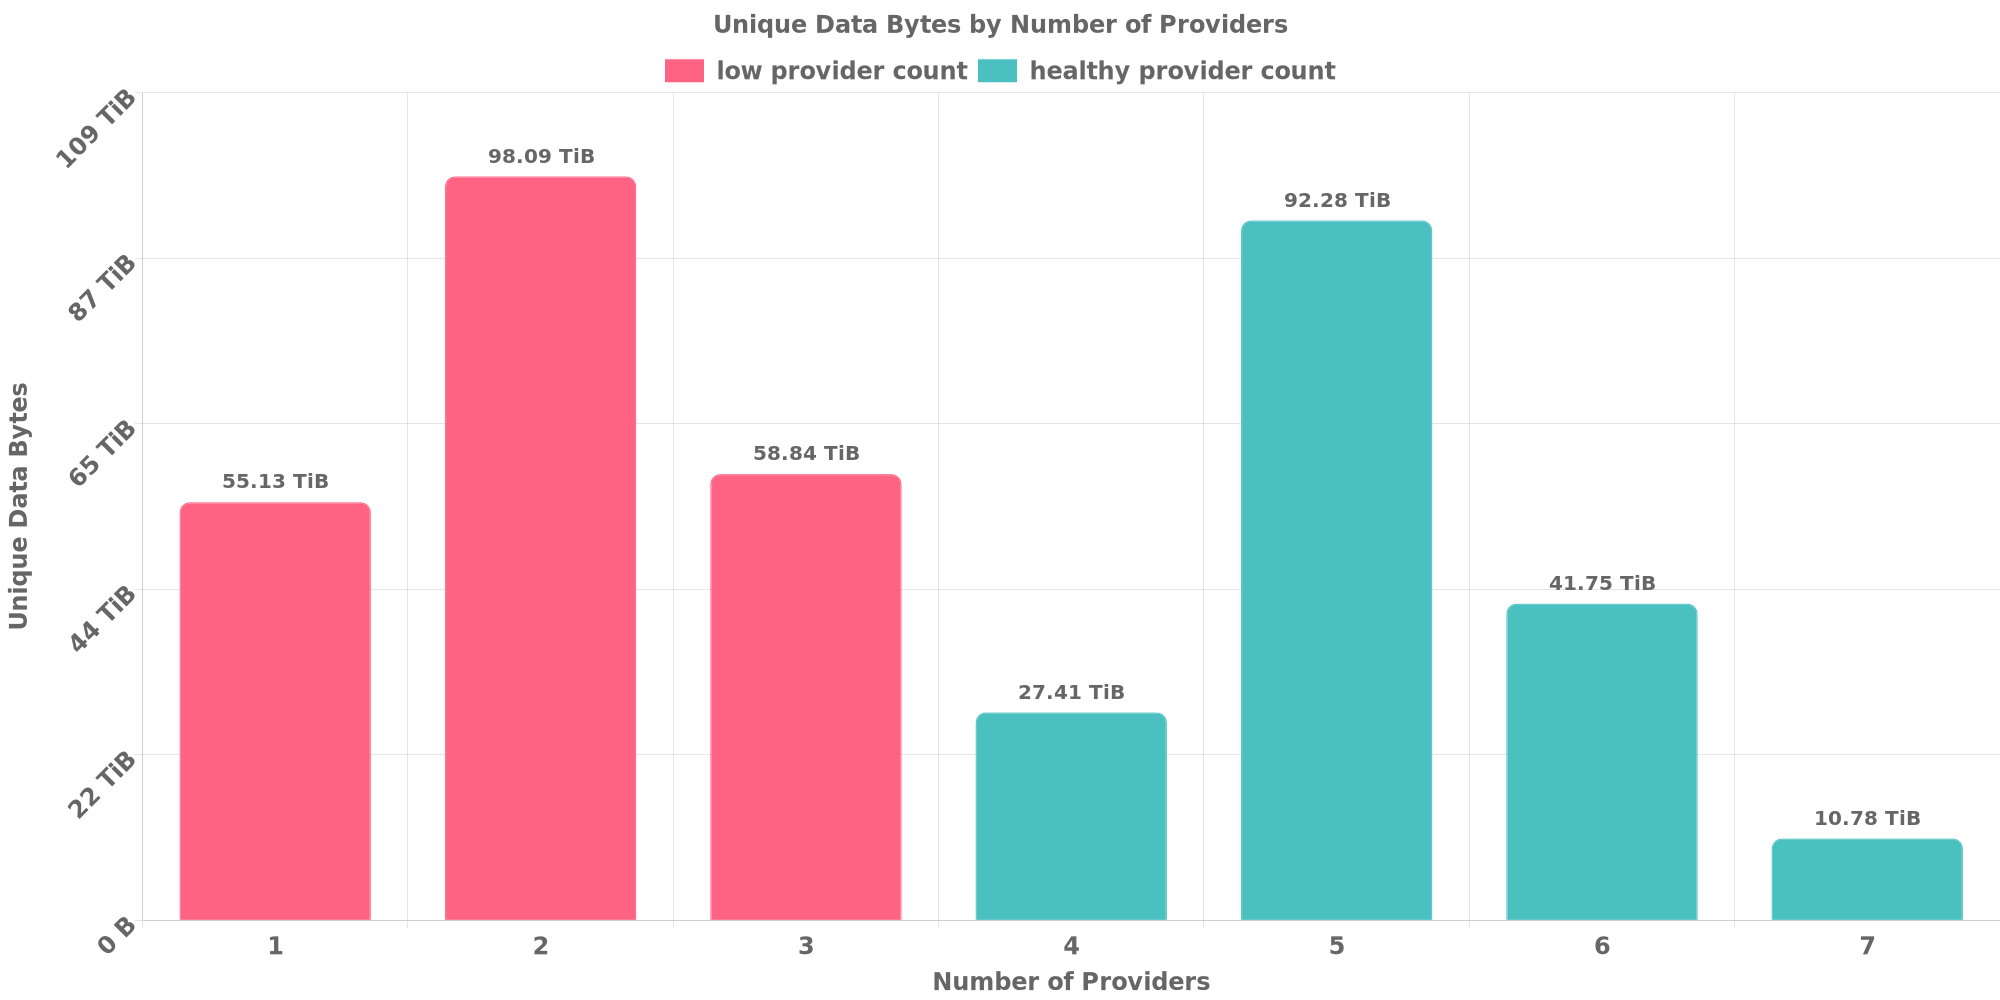 Unique Data Bytes by Number of Providers
low provider count healthy provider count
109 TiB
87 TiB
65 TiB
44 TiB
22 TiB
0 B
Unique Data Bytes
55.13 TiB
98.09 TiB
58.84 TiB
27.41 TiB
92.28 TiB
41.75 TiB
10.78 TiB
1 2 3 4 5 6 7
Number of Providers